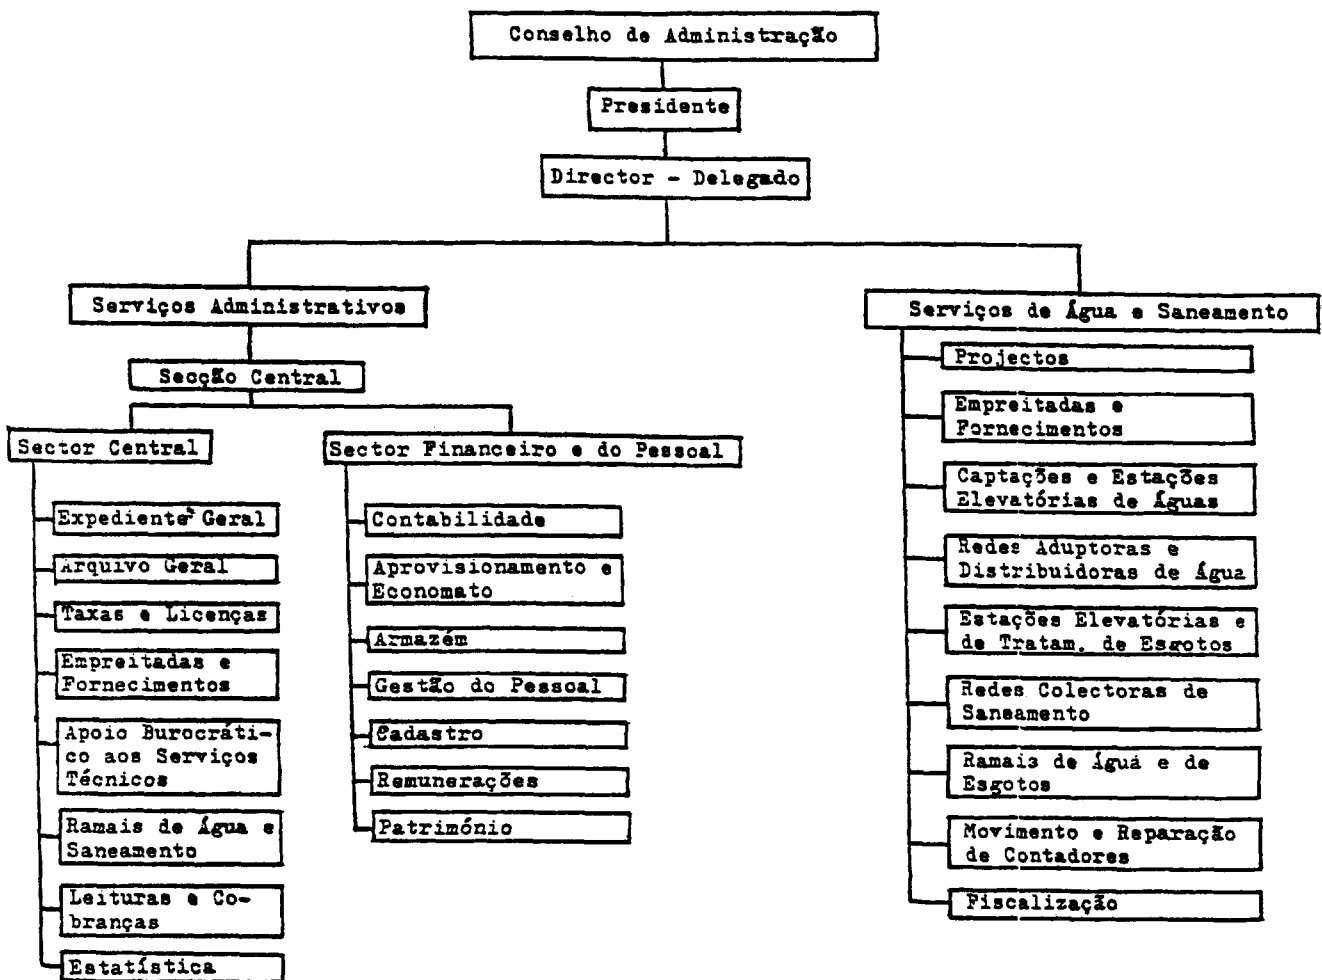 Conselho de Administração
Presidente
Director - Delegado
Serviços Administrativos
Secção Central
Sector Central
Expediente Geral
Arquivo Geral
Taxas e Licenças
Empreitadas e
Fornecimentos
Apoio Burocráti-
co aos Serviços
Técnicos
Ramais de Água e
Saneamento
Leituras e Co-
branças
Estatística
Sector Financeiro e do Pessoal
Contabilidade
Aprovisionamento e
Economato
Armazém
Gestão do Pessoal
Cadastro
Remunerações
Património
Serviços de Água e Saneamento
Projectos
Empreitadas e
Fornecimentos
Captações e Estações
Elevatórias de Águas
Redes Aduptoras e
Distribuidoras de Água
Estações Elevatórias e
de Tratam. de Esgotos
Redes Colectoras de
Saneamento
Ramais de Água e de
Esgotos
Movimento e Reparação
de Contadores
Fiscalização